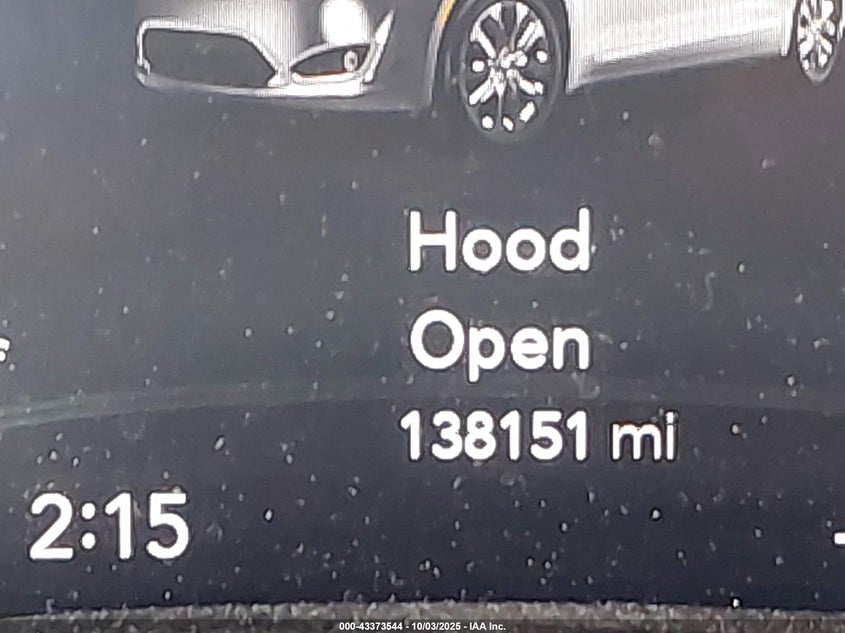 Hood
Open
138151 mi
2:15
000-43373544 - 10/03/2025 - IAA Inc.